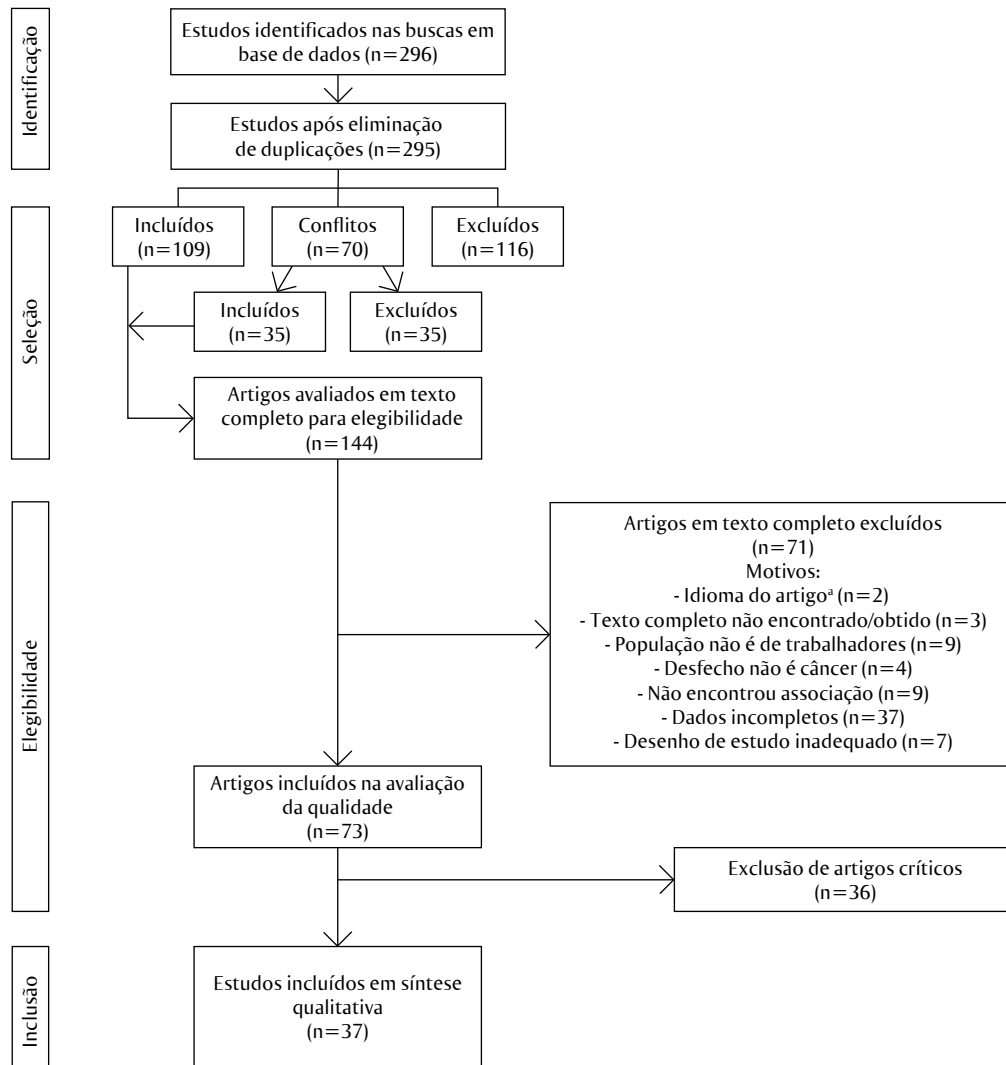 Identificação
Estudos identificados nas buscas em
base de dados (n=296)
Estudos após eliminação
de duplicações (n=295)
Seleção
Incluídos
(n=109)
Conflitos
(n=70)
Excluídos
(n=116)
Incluídos
(n=35)
Excluídos
(n=35)
Artigos avaliados em texto
completo para elegibilidade
(n=144)
Elegibilidade
Artigos em texto completo excluídos
(n=71)
Motivos:
- Idioma do artigoª (n=2)
- Texto completo não encontrado/obtido (n=3)
- População não é de trabalhadores (n=9)
- Desfecho não é câncer (n=4)
- Não encontrou associação (n=9)
- Dados incompletos (n=37)
- Desenho de estudo inadequado (n=7)
Artigos incluídos na avaliação
da qualidade
(n=73)
Exclusão de artigos críticos
(n=36)
Inclusão
Estudos incluídos em síntese
qualitativa
(n=37)